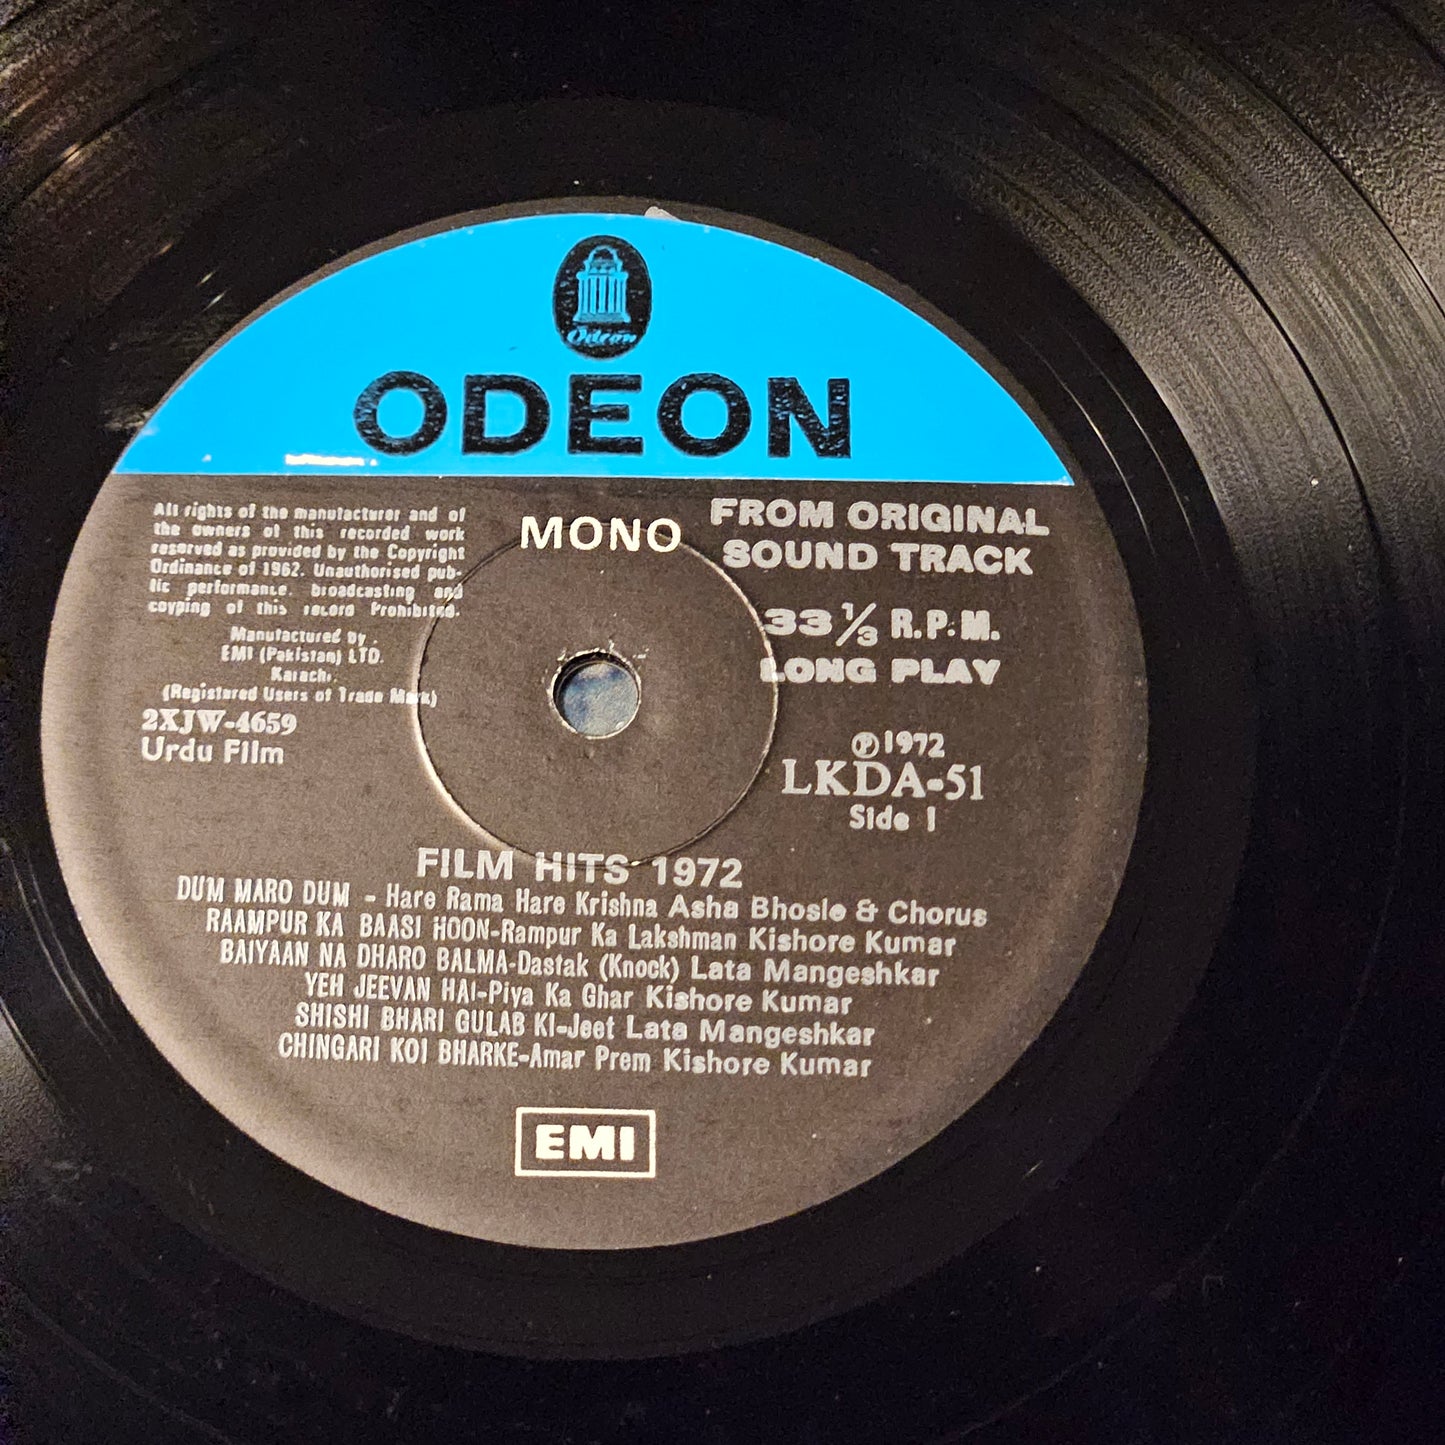 Odeon
ODEON
All rights of the manufacturer and of
the owners of this recorded work
reserved as provided by the Copyright
Ordinance of 1962. Unauthorised pub-
lic performance. broadcasting and
coyping of this record Prohibited.
Manufactured by.
EMI (Pakistan) LTD.
Karachi.
(Registered Users of Trade Mark)
2XJW-4659
Urdu Film
MONO
FROM ORIGINAL
SOUND TRACK
33 1/3 R.P.M.
LONG PLAY
℗1972
LKDA-51
Side 1
FILM HITS 1972
DUM MARO DUM - Hare Rama Hare Krishna Asha Bhosle & Chorus
RAAMPUR KA BAASI HOON-Rampur Ka Lakshman Kishore Kumar
BAIYAAN NA DHARO BALMA-Dastak (Knock) Lata Mangeshkar
YEH JEEVAN HAI-Piya Ka Ghar Kishore Kumar
SHISHI BHARI GULAB KI-Jeet Lata Mangeshkar
CHINGARI KOI BHARKE-Amar Prem Kishore Kumar
EMI